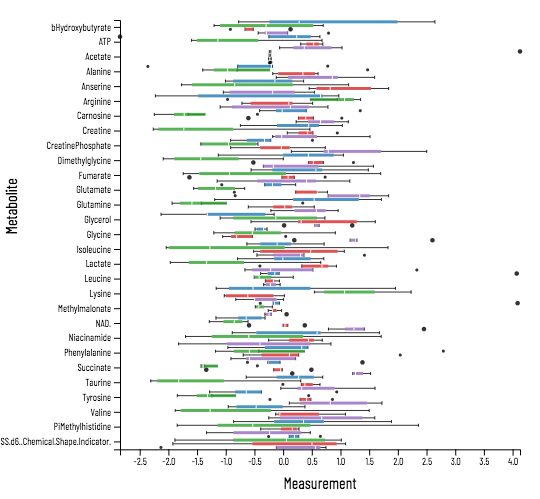 bHydroxybutyrate
ATP
Acetate
Alanine
Anserine
Arginine
Carnosine
Creatine
CreatinePhosphate
Dimethylglycine
Fumarate
Glutamate
Glutamine
Glycerol
Glycine
Isoleucine
Lactate
Leucine
Lysine
Methylmalonate
NAD.
Niacinamide
Phenylalanine
Succinate
Taurine
Tyrosine
Valine
PiMethylhistidine
SS.d6..Chemical.Shape.Indicator.
Metabolite
-2.5 -2.0 -1.5 -1.0 -0.5 0.0 0.5 1.0 1.5 2.0 2.5 3.0 3.5 4.0
Measurement